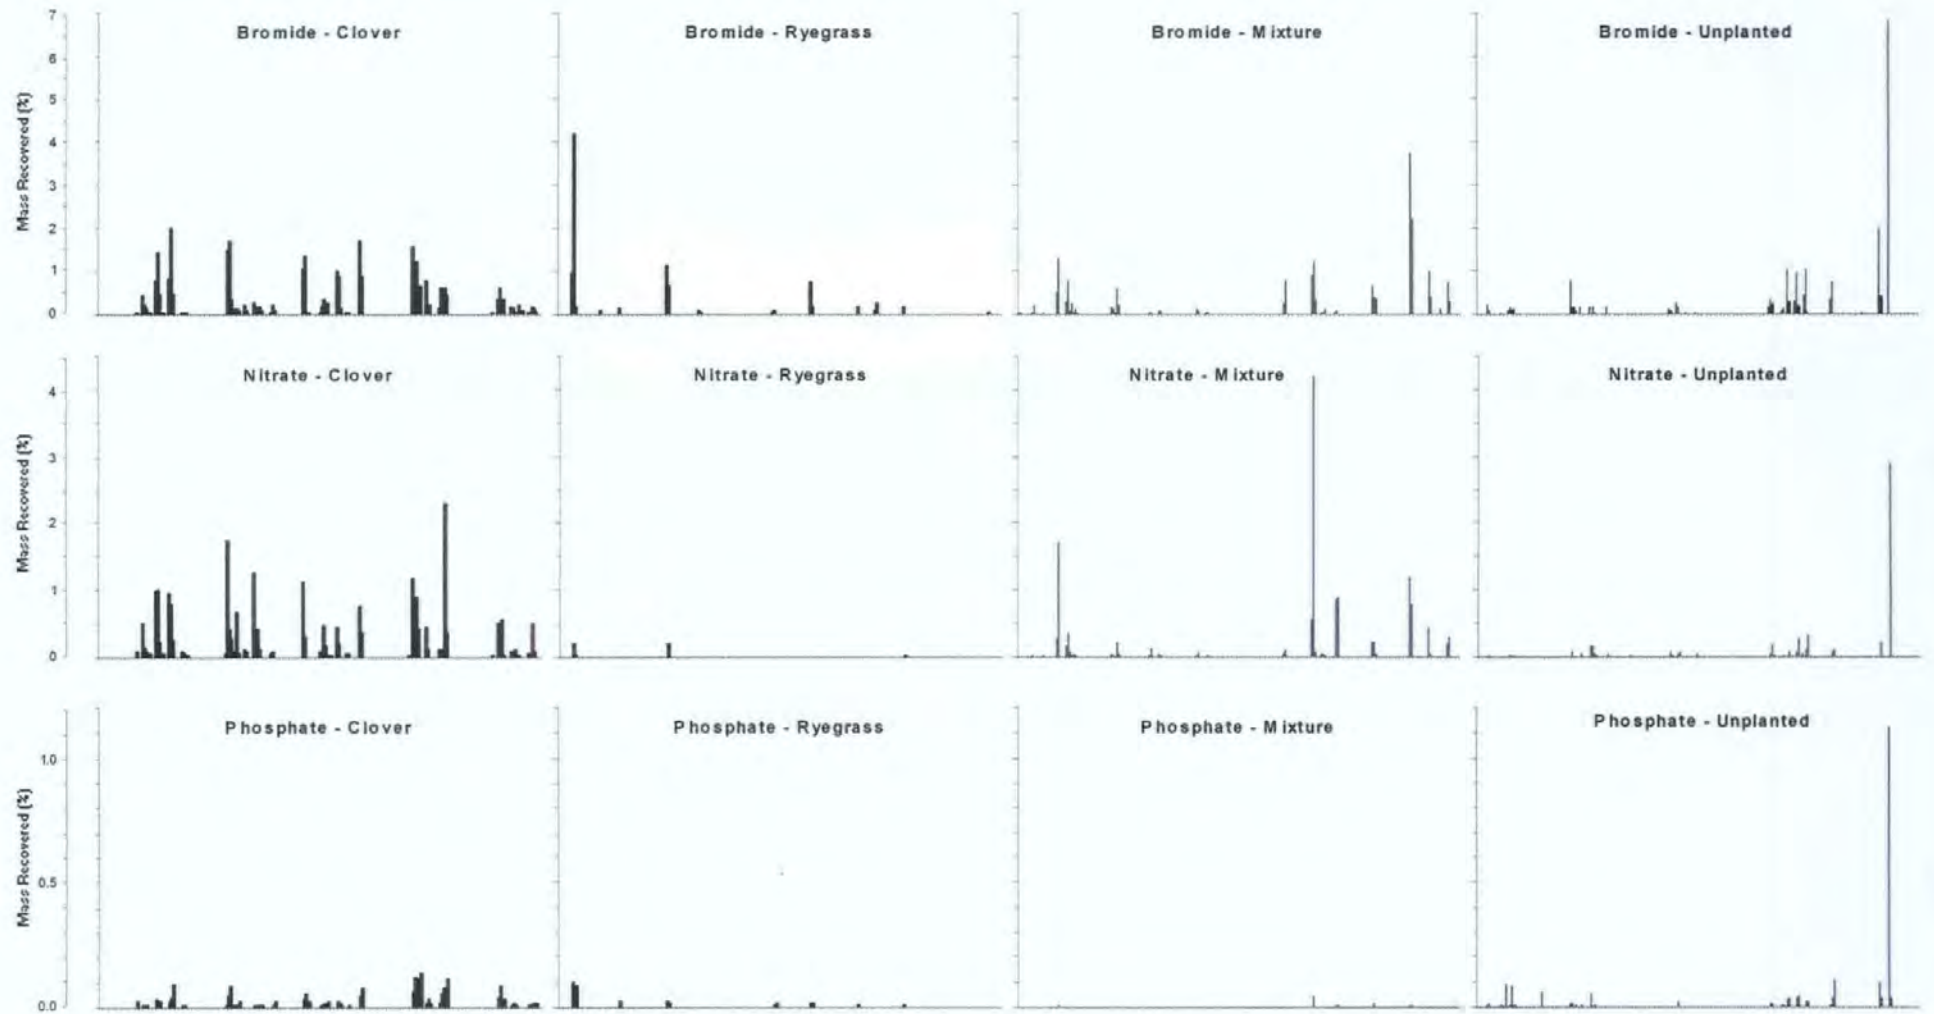 7
Bromide - Clover
Bromide - Ryegrass
Bromide - Mixture
Bromide - Unplanted
6
5
4
3
2
1
0
Mass Recovered (%)
Nitrate - Clover
Nitrate - Ryegrass
Nitrate - Mixture
Nitrate - Unplanted
4
3
2
1
0
Mass Recovered (%)
Phosphate - Clover
Phosphate - Ryegrass
Phosphate - Mixture
Phosphate - Unplanted
1.0
0.5
0.0
Mass Recovered (%)